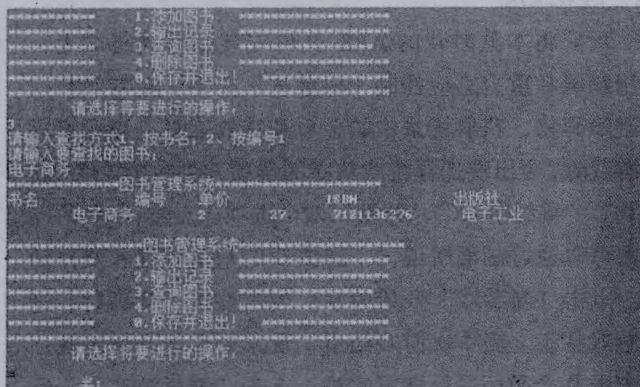 ************ 1.添加图书 ********************
************ 2.输出记录 ********************
************ 3.查询图书 ******************
************ 4.删除图书 ********************
************ 0.保存并退出! *****************
请选择将要进行的操作,
3
请输入查找方式1、按书名, 2、按编号1
请输入要查找的图书:
电子商务
******************图书管理系统**********************
书名 编号 单价 ISBN 出版社
电子商务 2 27 7121136276 电子工业
******************图书管理系统**********************
************ 1.添加图书 ********************
************ 2.输出记录 ********************
************ 3.查询图书 ******************
************ 4.删除图书 ********************
************ 0.保存并退出! *****************
请选择将要进行的操作,